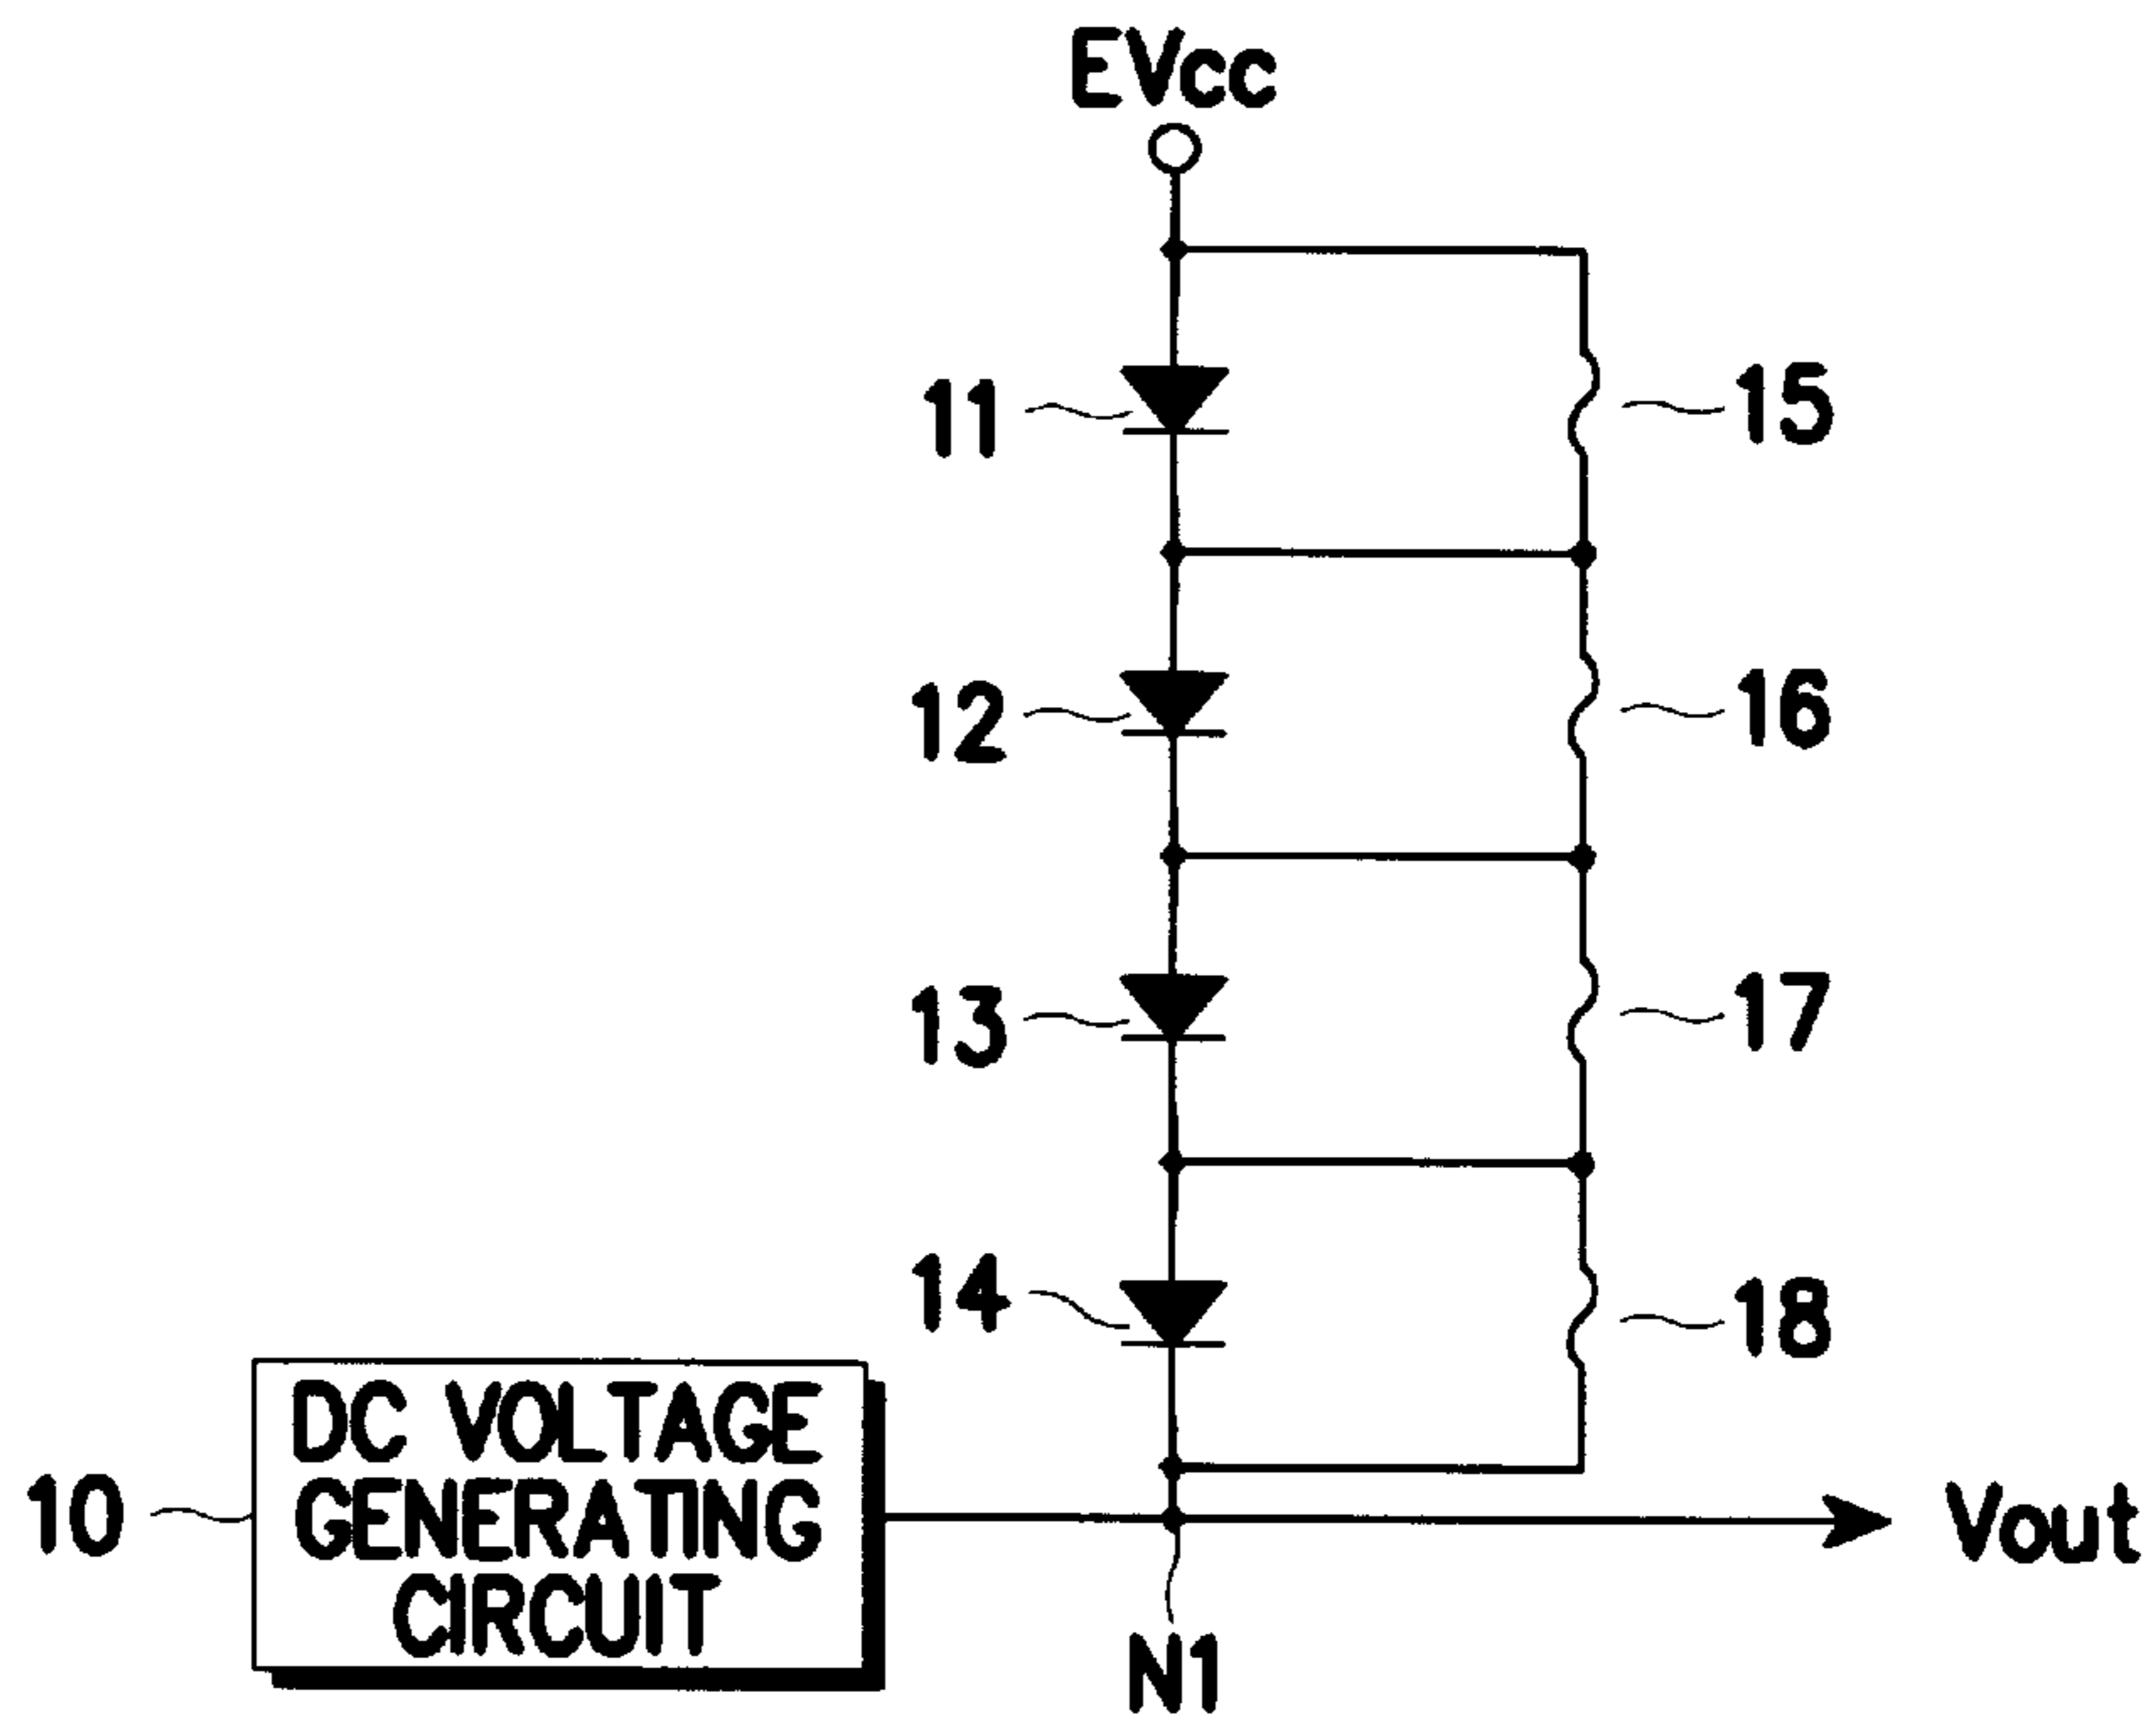 EVcc
11
15
12
16
13
17
14
18
10
DC VOLTAGE
GENERATING
CIRCUIT
Vout
N1